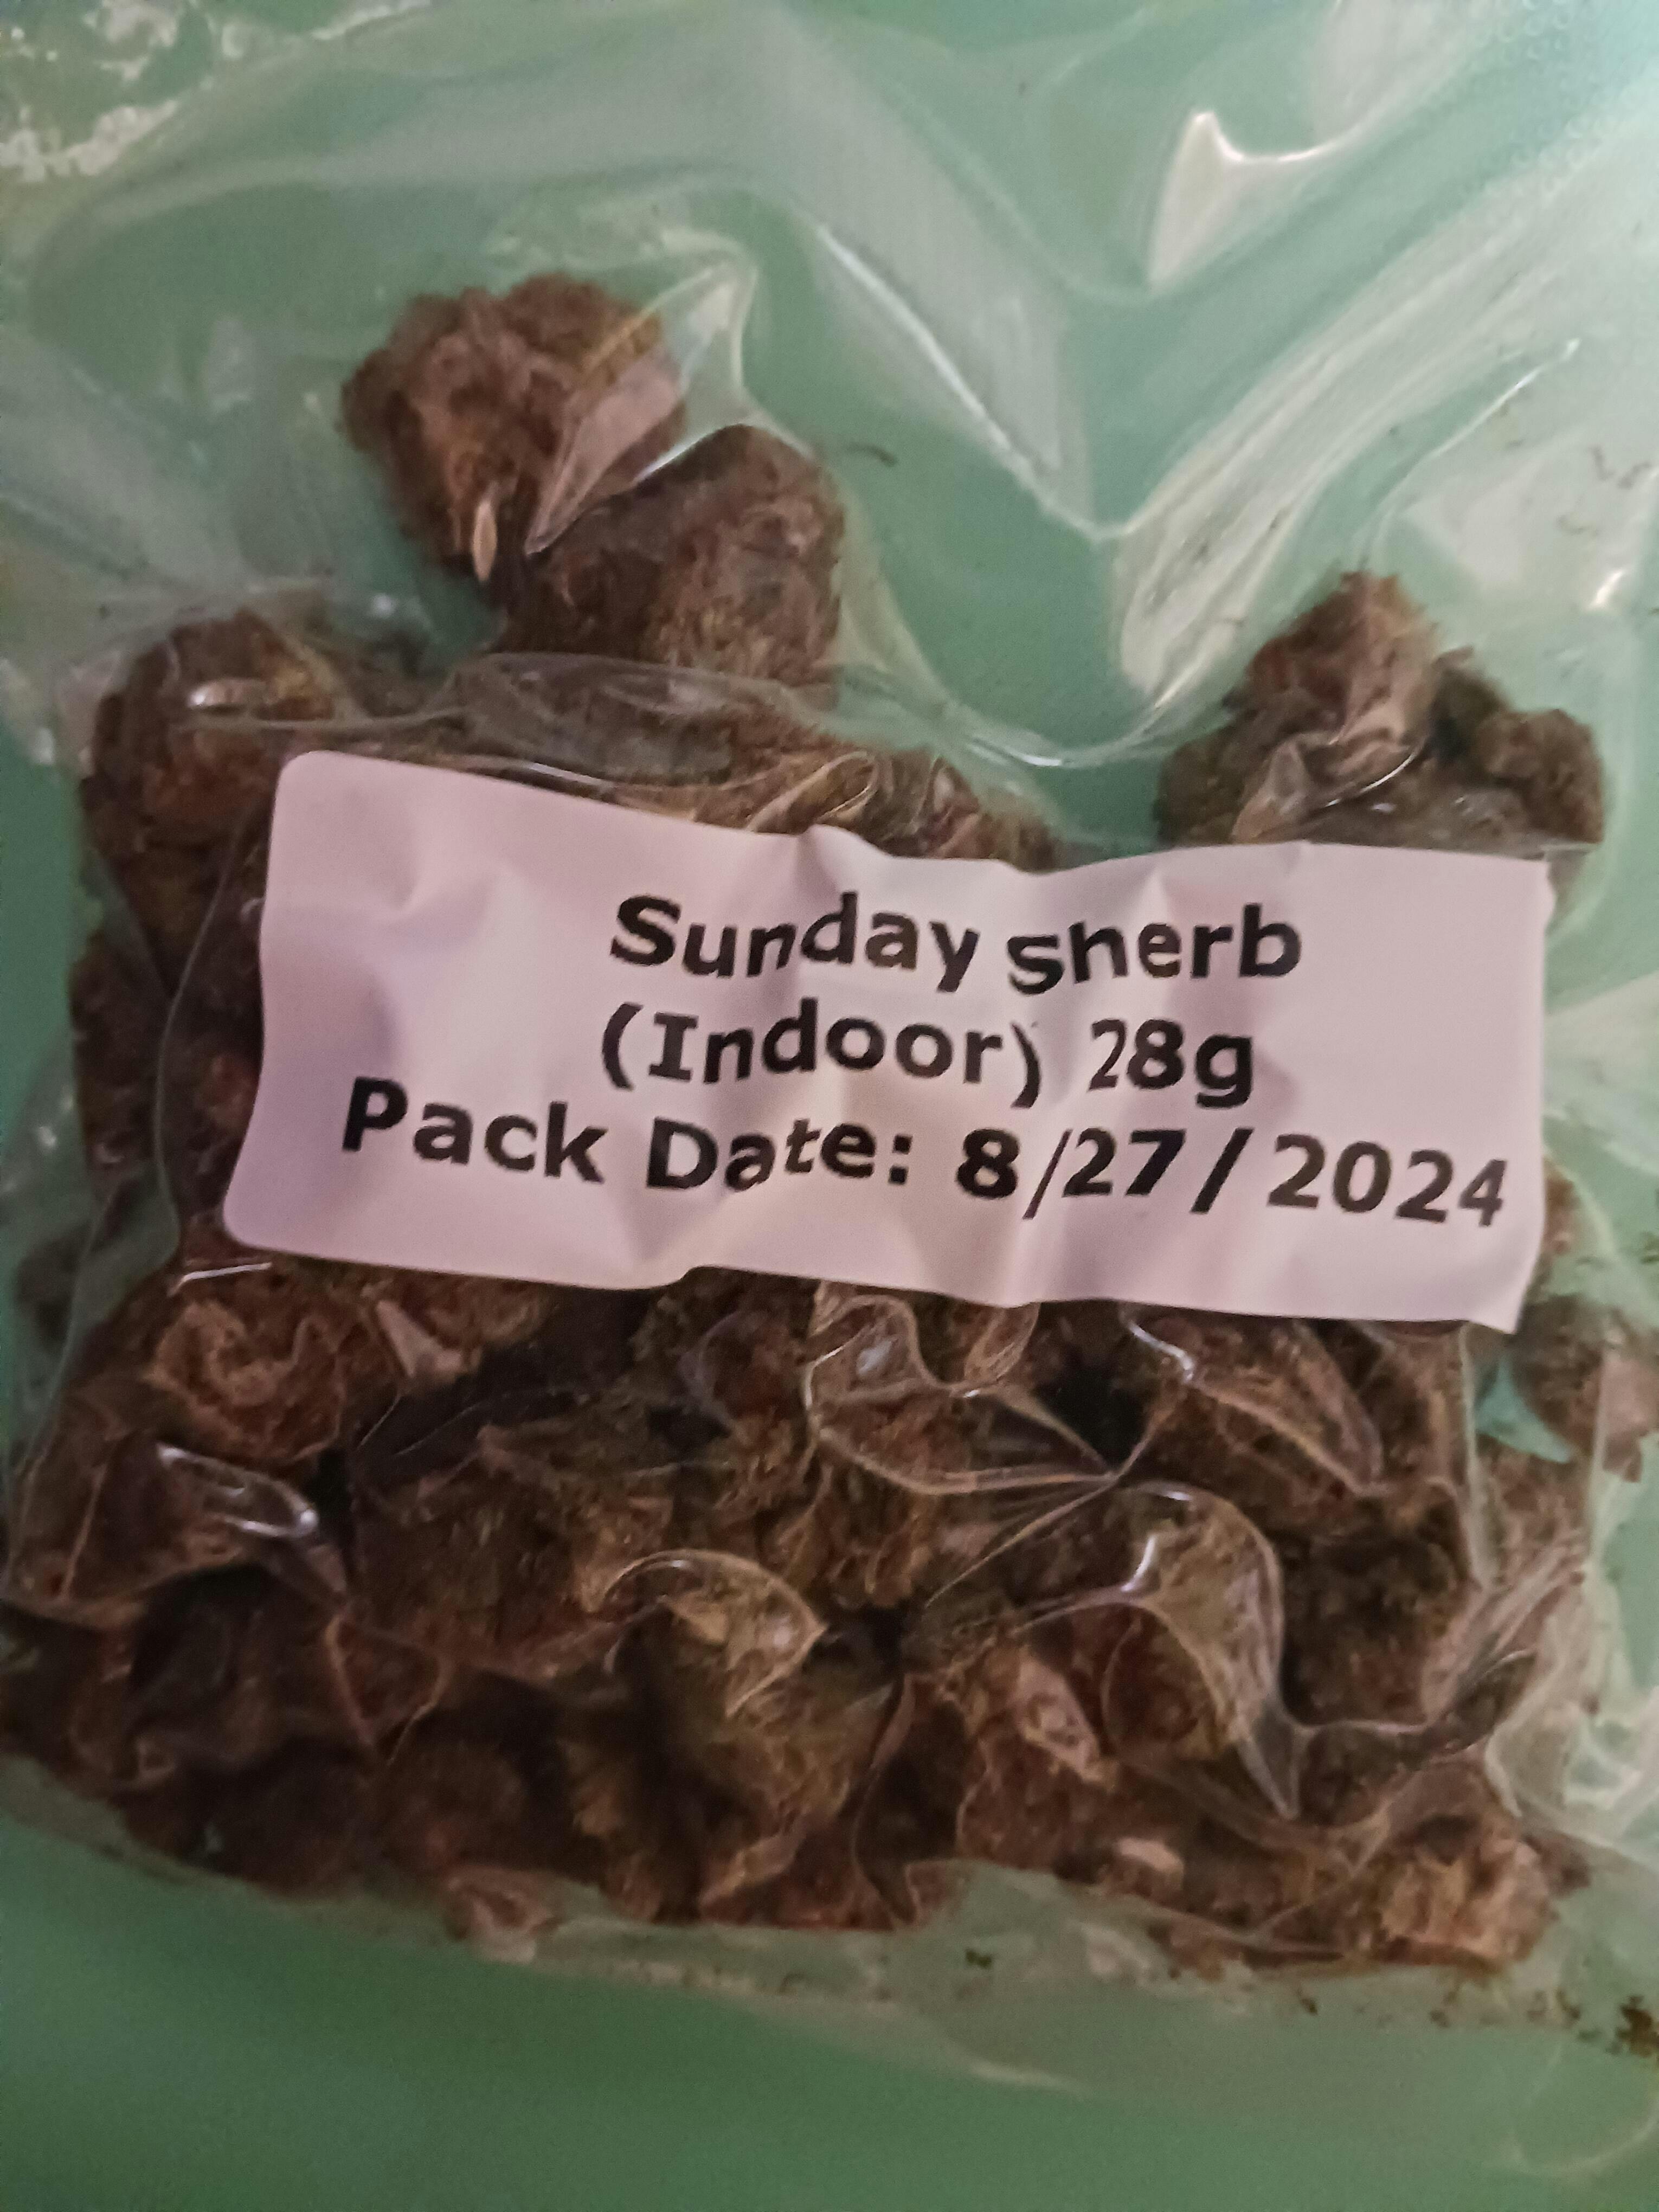 Sunday sherb
(Indoor) 28g
Pack Date: 8/27/2024